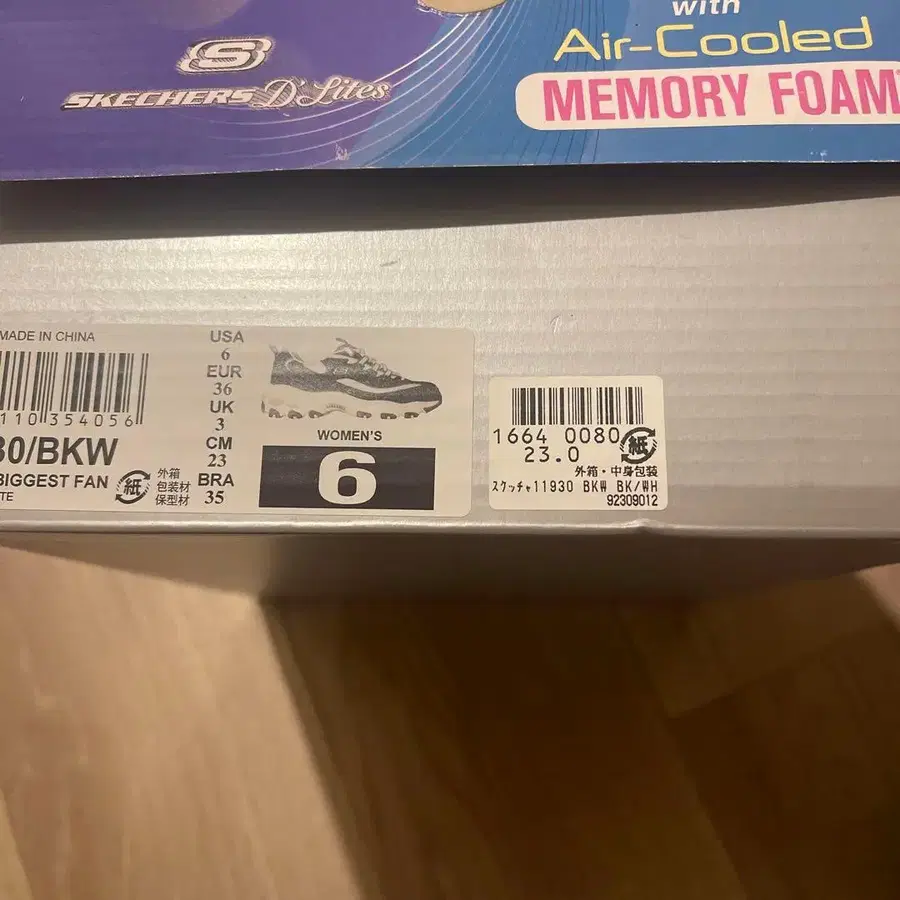 with
Air-Cooled
MEMORY FOAM
SKECHERS D'Lites
MADE IN CHINA
110 354056
30/BKW
BIGGEST FAN
TE
紙
外箱
包装材
保型材
USA
6
EUR
36
UK
3
CM
23
BRA
35
WOMEN'S
6
1664 0080
23.0
紙
外箱・中身包装
スケッチャ11930 BKW BK/WH
92309012